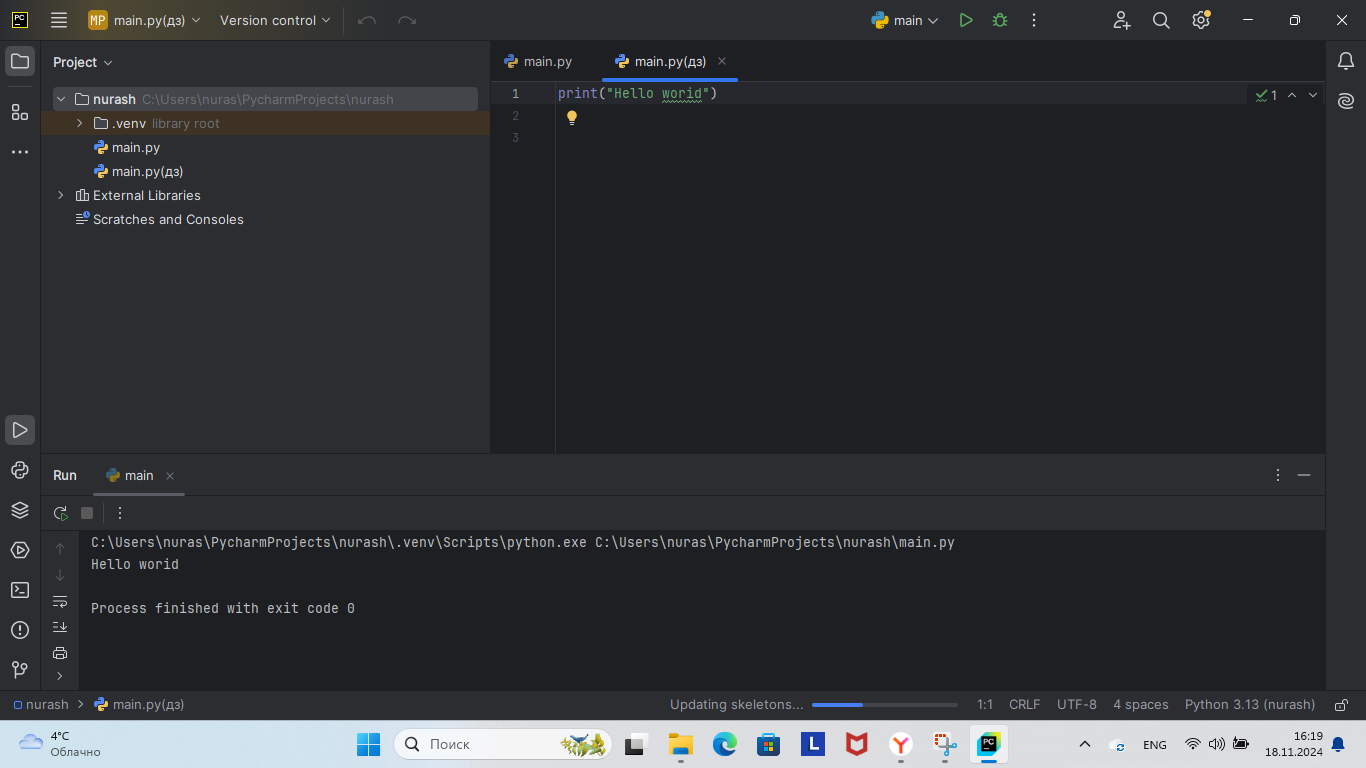 PC
MP main.py(дз) Version control main
Project
main.py main.py(дз)
nurash C:\Users\nuras\PycharmProjects\nurash
.venv library root
main.py
main.py(дз)
External Libraries
Scratches and Consoles
1 print("Hello worid")
2
3
1
Run main
C:\Users\nuras\PycharmProjects\nurash\.venv\Scripts\python.exe C:\Users\nuras\PycharmProjects\nurash\main.py
Hello worid
Process finished with exit code 0
nurash main.py(дз) Updating skeletons... 1:1 CRLF UTF-8 4 spaces Python 3.13 (nurash)
4°C
Облачно
Поиск
L
Y
PC
ENG
16:19
18.11.2024